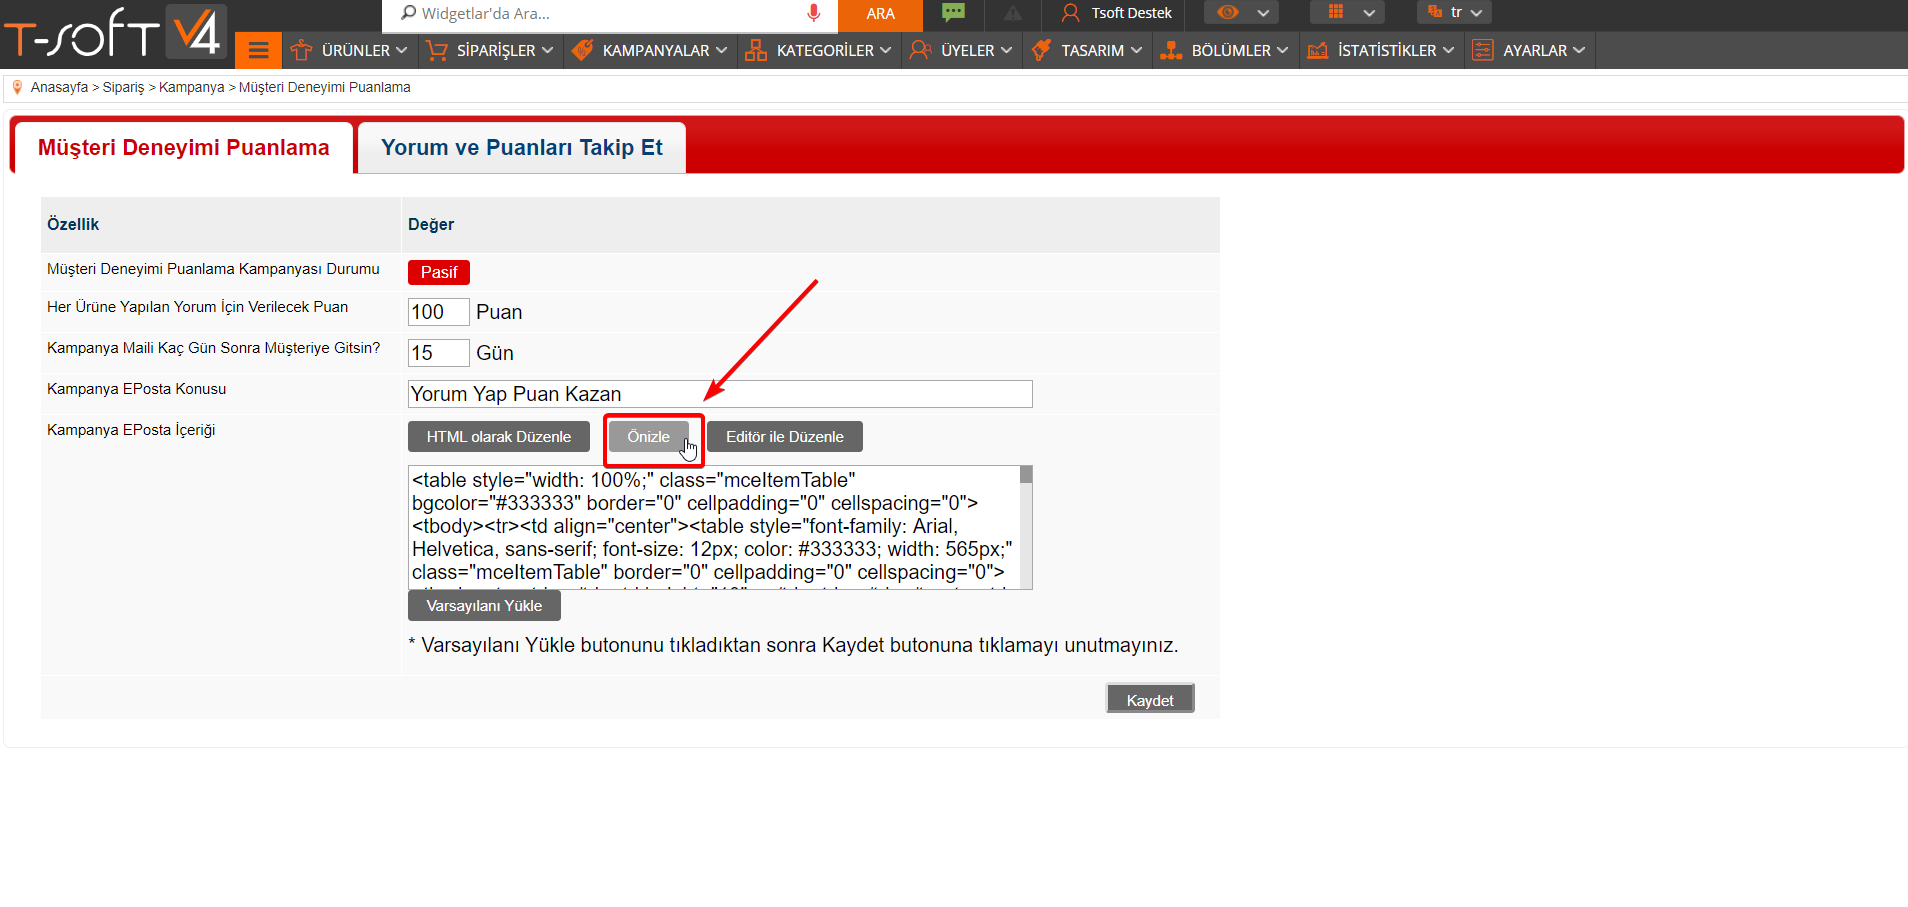 T-SOFT V4
Widgetlar'da Ara...
ARA
Tsoft Destek
tr
ÜRÜNLER
SİPARİŞLER
KAMPANYALAR
KATEGORİLER
ÜYELER
TASARIM
BÖLÜMLER
İSTATİSTİKLER
AYARLAR
Anasayfa > Sipariş > Kampanya > Müşteri Deneyimi Puanlama
Müşteri Deneyimi Puanlama
Yorum ve Puanları Takip Et
Özellik
Değer
Müşteri Deneyimi Puanlama Kampanyası Durumu
Pasif
Her Ürüne Yapılan Yorum İçin Verilecek Puan
100 Puan
Kampanya Maili Kaç Gün Sonra Müşteriye Gitsin?
15 Gün
Kampanya EPosta Konusu
Yorum Yap Puan Kazan
Kampanya EPosta İçeriği
HTML olarak Düzenle
Önizle
Editör ile Düzenle
<table style="width: 100%;" class="mceItemTable"
bgcolor="#333333" border="0" cellpadding="0" cellspacing="0">
<tbody><tr><td align="center"><table style="font-family: Arial,
Helvetica, sans-serif; font-size: 12px; color: #333333; width: 565px;"
class="mceItemTable" border="0" cellpadding="0" cellspacing="0">
Varsayılanı Yükle
* Varsayılanı Yükle butonunu tıkladıktan sonra Kaydet butonuna tıklamayı unutmayınız.
Kaydet